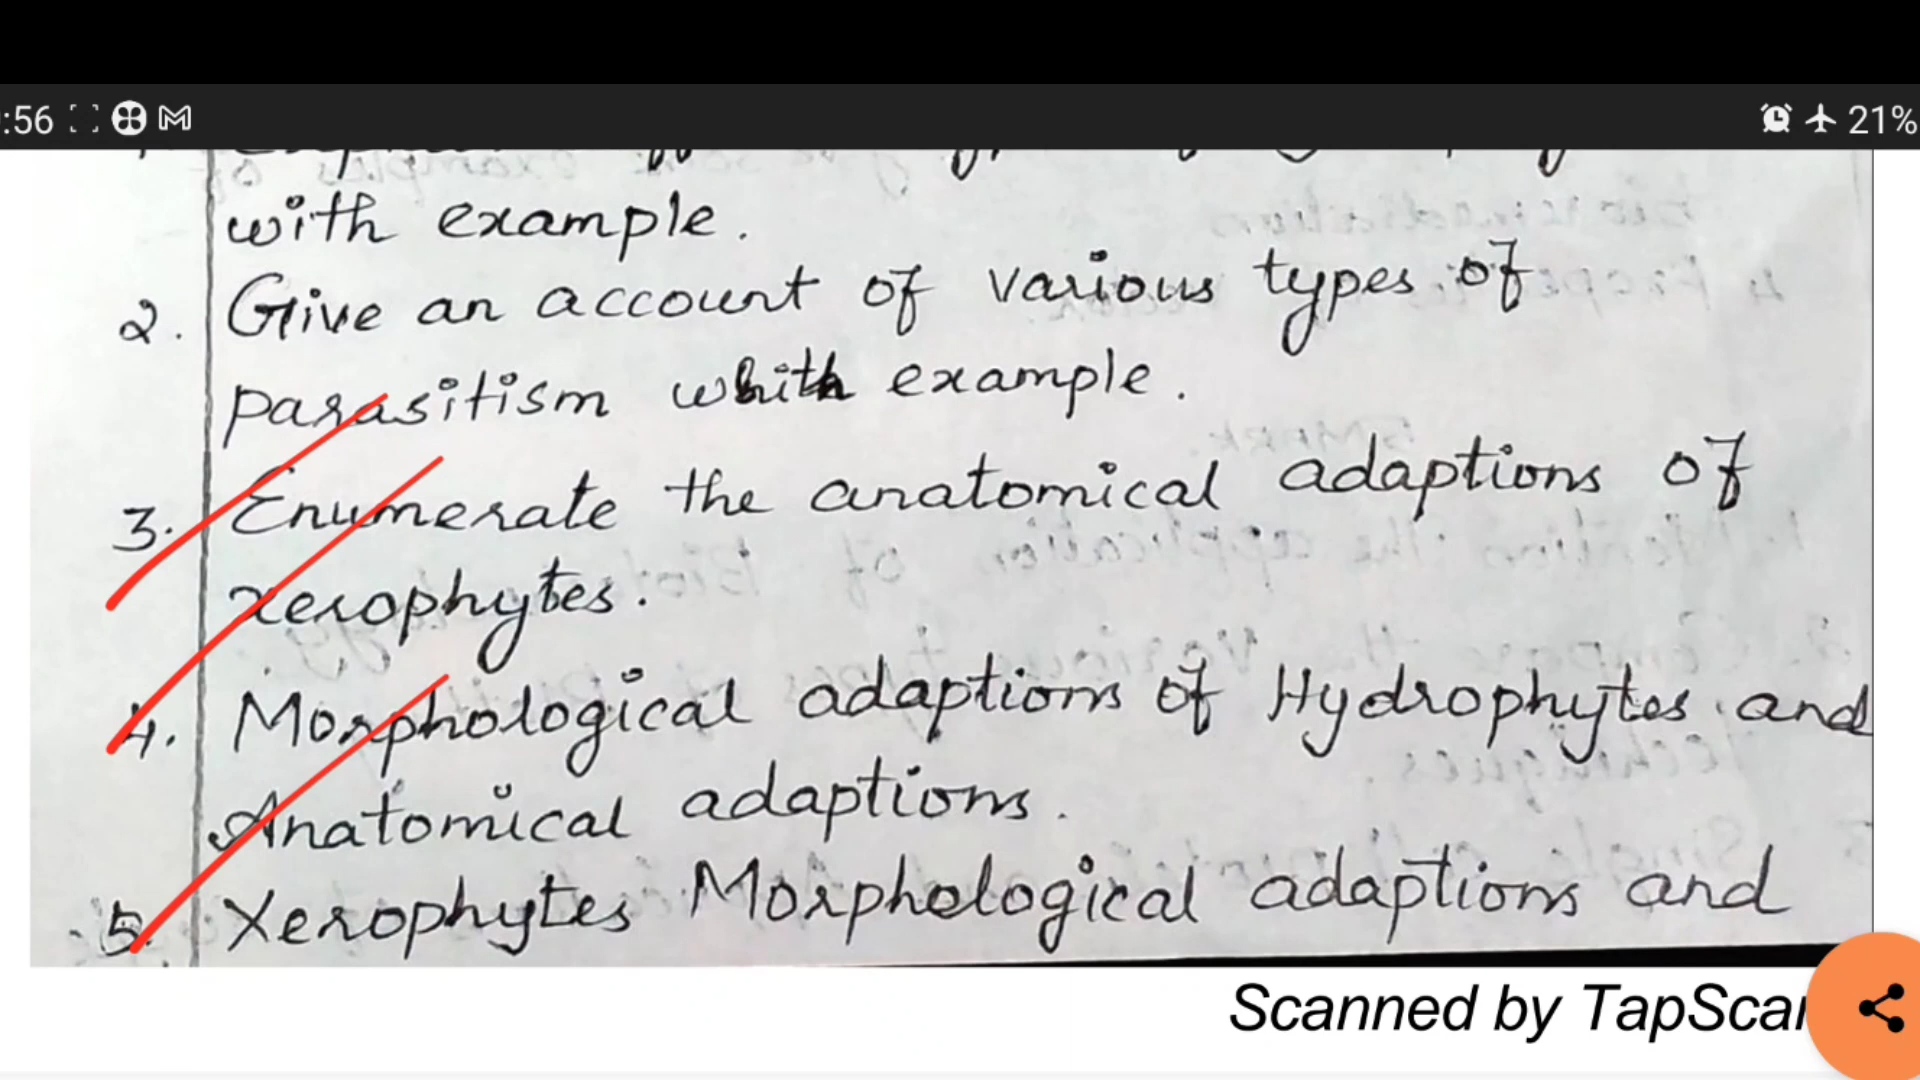 :56
21%
with example.
2. Give an account of various types of
parasitism with example.
3. Enumerate the anatomical adaptions of
xerophytes.
4. Morphological adaptions of Hydrophytes and
Anatomical adaptions.
5. Xerophytes Morphological adaptions and
Scanned by TapScan